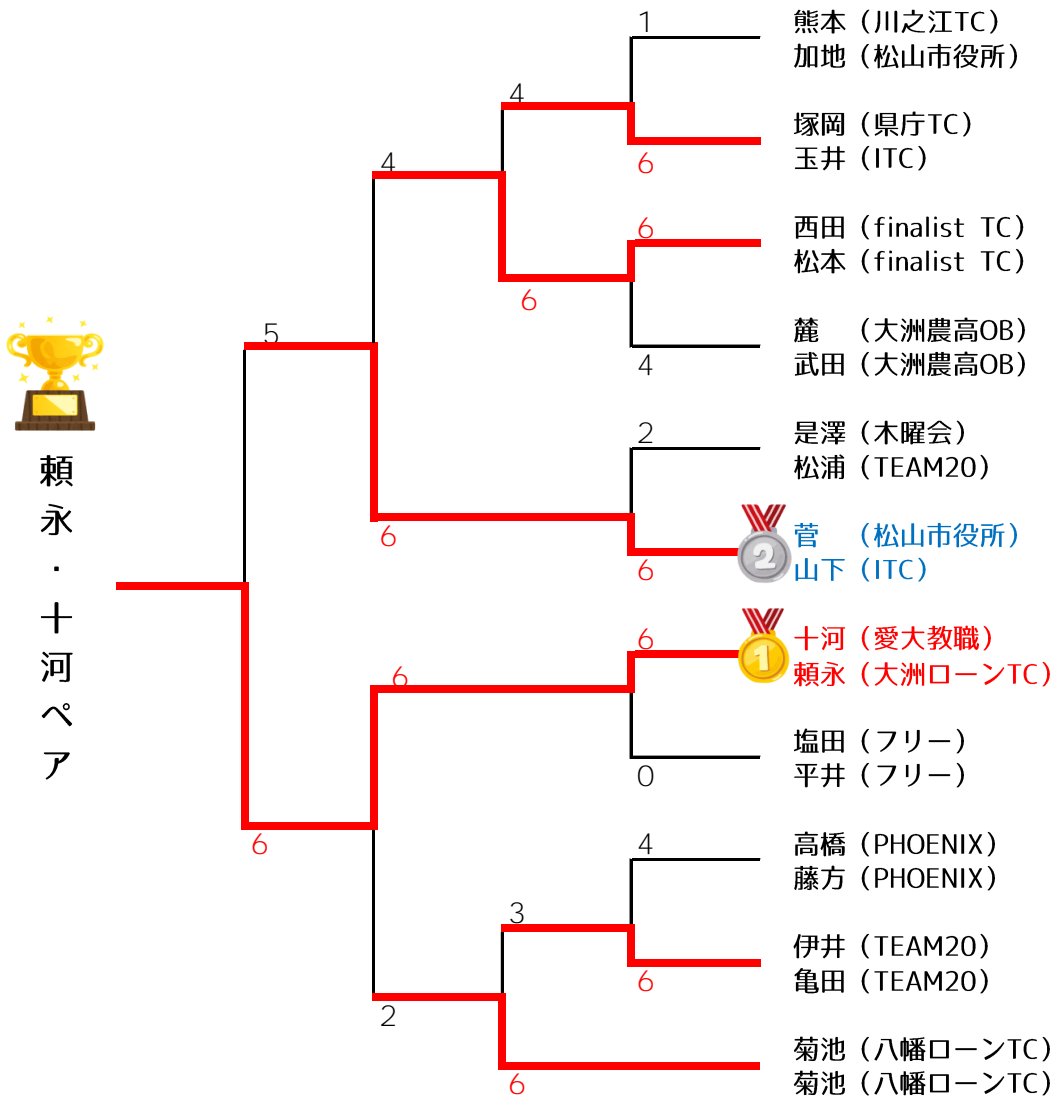 1
熊本（川之江TC）
加地（松山市役所）
4
塚岡（県庁TC）
玉井（ITC）
6
4
6
西田（finalist TC）
松本（finalist TC）
6
麓　（大洲農高OB）
武田（大洲農高OB）
4
5
2
是澤（木曜会）
松浦（TEAM20）
6
2
菅　（松山市役所）
山下（ITC）
6
頼永・十河ペア
6
1
十河（愛大教職）
頼永（大洲ローンTC）
6
塩田（フリー）
平井（フリー）
0
6
4
高橋（PHOENIX）
藤方（PHOENIX）
3
伊井（TEAM20）
亀田（TEAM20）
6
2
菊池（八幡ローンTC）
菊池（八幡ローンTC）
6